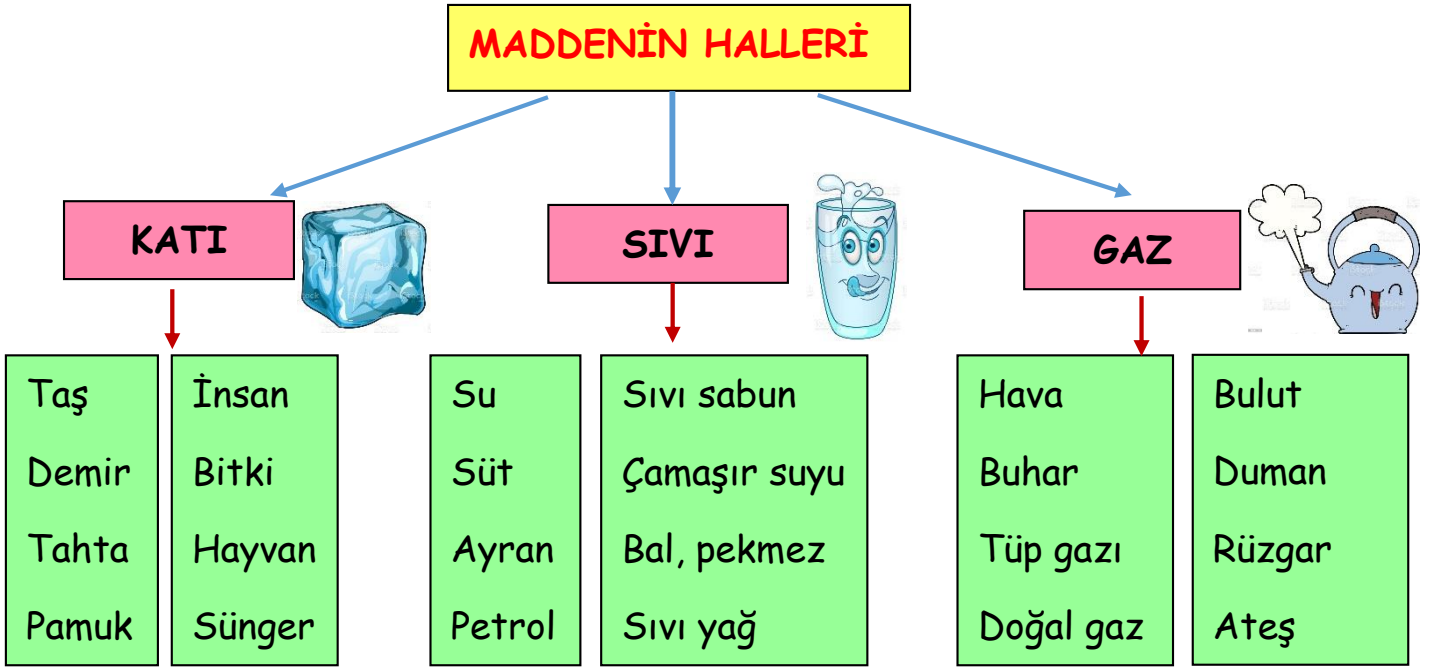 MADDENİN HALLERİ
KATI
SIVI
GAZ
Taş
Demir
Tahta
Pamuk
İnsan
Bitki
Hayvan
Sünger
Su
Süt
Ayran
Petrol
Sıvı sabun
Çamaşır suyu
Bal, pekmez
Sıvı yağ
Hava
Buhar
Tüp gazı
Doğal gaz
Bulut
Duman
Rüzgar
Ateş